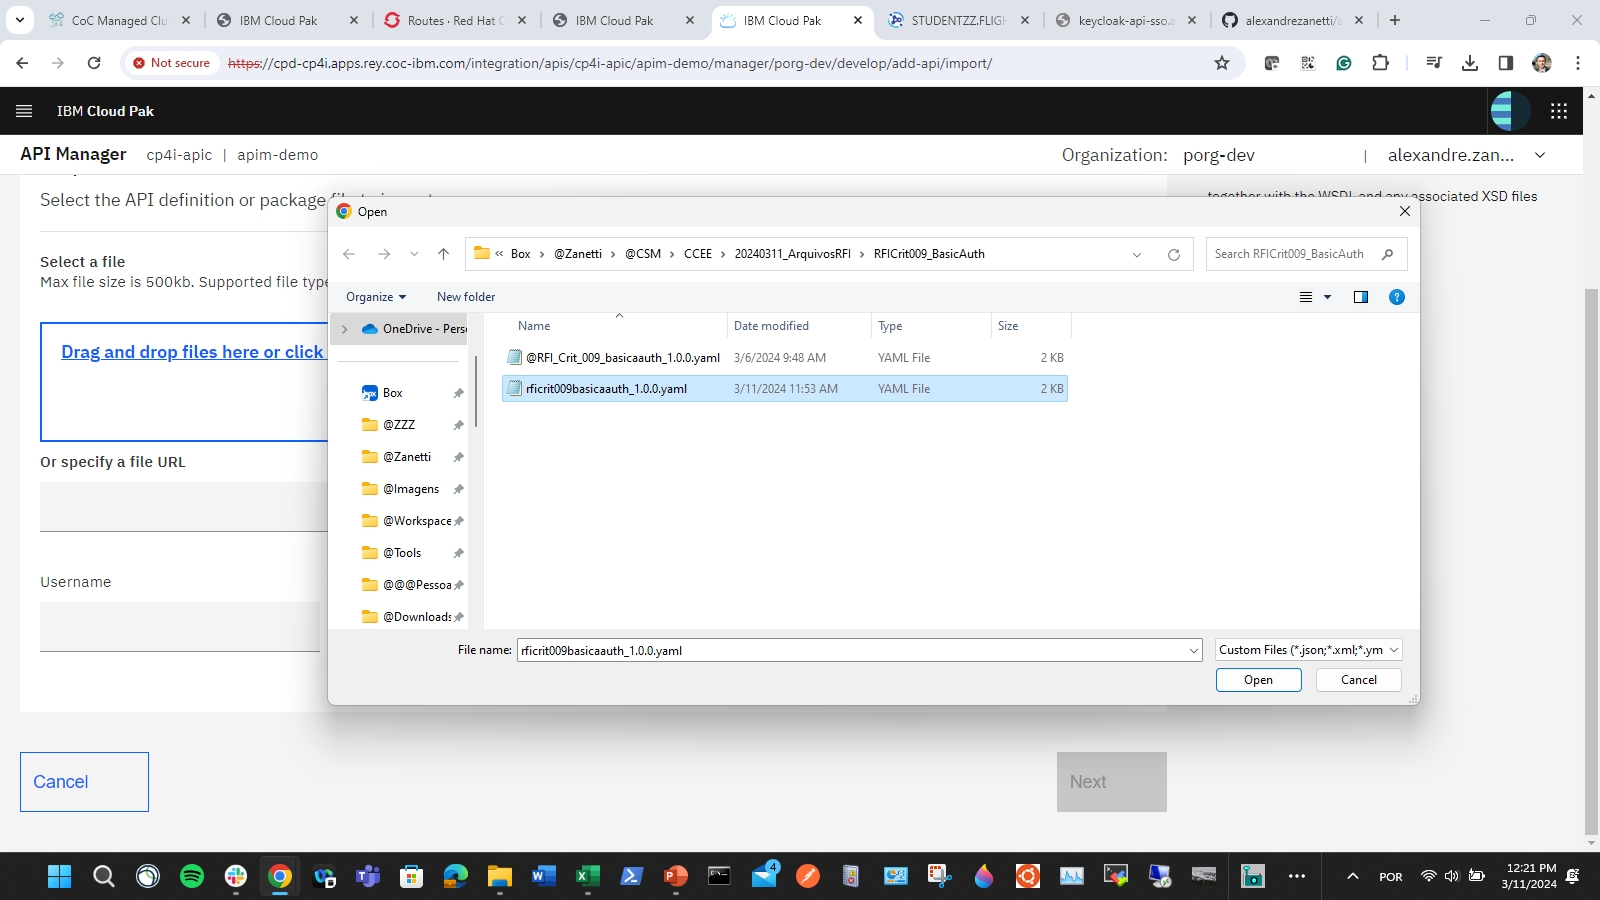 CoC Managed Clu
IBM Cloud Pak
Routes · Red Hat C
IBM Cloud Pak
IBM Cloud Pak
STUDENTZZ.FLIGH
keycloak-api-sso.a
alexandrezanetti/a
Not secure
https://cpd-cp4i.apps.rey.coc-ibm.com/integration/apis/cp4i-apic/apim-demo/manager/porg-dev/develop/add-api/import/
IBM Cloud Pak
API Manager cp4i-apic | apim-demo
Organization: porg-dev | alexandre.zan...
Select the API definition or package
together with the WSDL and any associated XSD files
Open
« Box > @Zanetti > @CSM > CCEE > 20240311_ArquivosRFI > RFICrit009_BasicAuth
Search RFICrit009_BasicAuth
Select a file
Max file size is 500kb. Supported file type
Organize
New folder
OneDrive - Perso
Name Date modified Type Size
@RFI_Crit_009_basicaauth_1.0.0.yaml 3/6/2024 9:48 AM YAML File 2 KB
rficrit009basicaauth_1.0.0.yaml 3/11/2024 11:53 AM YAML File 2 KB
Drag and drop files here or click
Box
@ZZZ
@Zanetti
@Imagens
@Workspace
@Tools
@@@Pessoa
@Downloads
Or specify a file URL
Username
File name: rficrit009basicaauth_1.0.0.yaml
Custom Files (*.json;*.xml;*.ym
Open
Cancel
Cancel
Next
4
POR
12:21 PM
3/11/2024